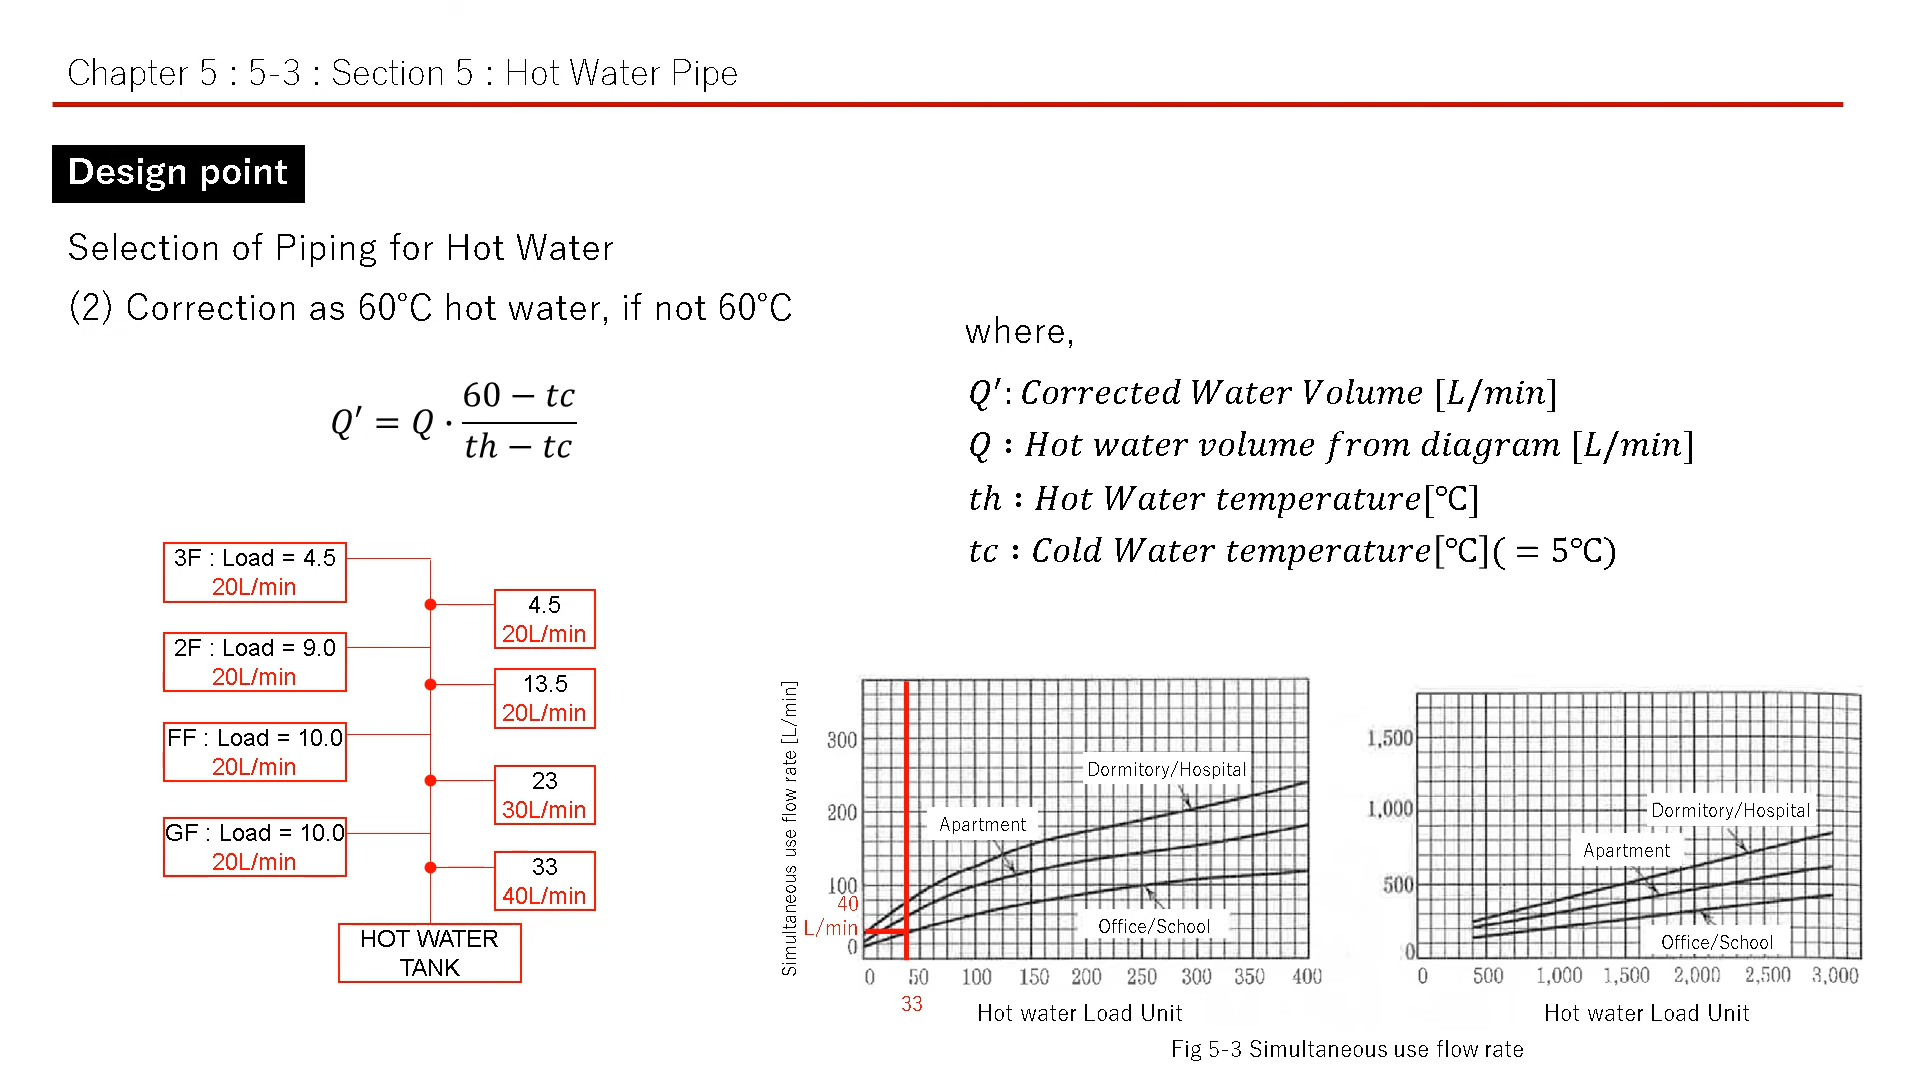 Chapter 5 : 5-3 : Section 5 : Hot Water Pipe
Design point
Selection of Piping for Hot Water
(2) Correction as 60°C hot water, if not 60°C
Q′ = Q · (60 − tc)/(th − tc)
where,
Q′: Corrected Water Volume [L/min]
Q : Hot water volume from diagram [L/min]
th : Hot Water temperature[℃]
tc : Cold Water temperature[℃]( = 5℃)
3F : Load = 4.5
20L/min
4.5
20L/min
2F : Load = 9.0
20L/min
13.5
20L/min
FF : Load = 10.0
20L/min
23
30L/min
GF : Load = 10.0
20L/min
33
40L/min
HOT WATER
TANK
Simultaneous use flow rate [L/min]
300
200
100
40
L/min
0
Dormitory/Hospital
Apartment
Office/School
0 50 100 150 200 250 300 350 400
33
Hot water Load Unit
1,500
1,000
500
0
Dormitory/Hospital
Apartment
Office/School
0 500 1,000 1,500 2,000 2,500 3,000
Hot water Load Unit
Fig 5-3 Simultaneous use flow rate